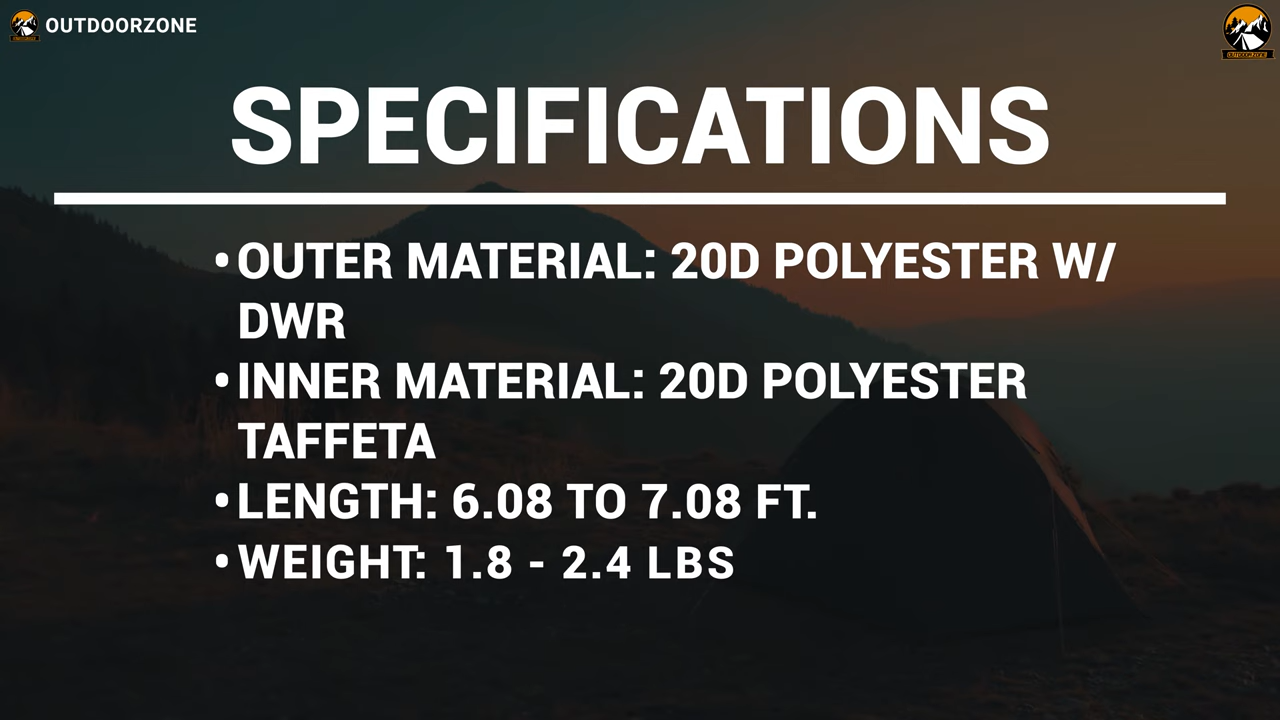 OUTDOORZONE
OUTDOORZONE
SPECIFICATIONS
• OUTER MATERIAL: 20D POLYESTER W/
DWR
• INNER MATERIAL: 20D POLYESTER
TAFFETA
• LENGTH: 6.08 TO 7.08 FT.
• WEIGHT: 1.8 - 2.4 LBS